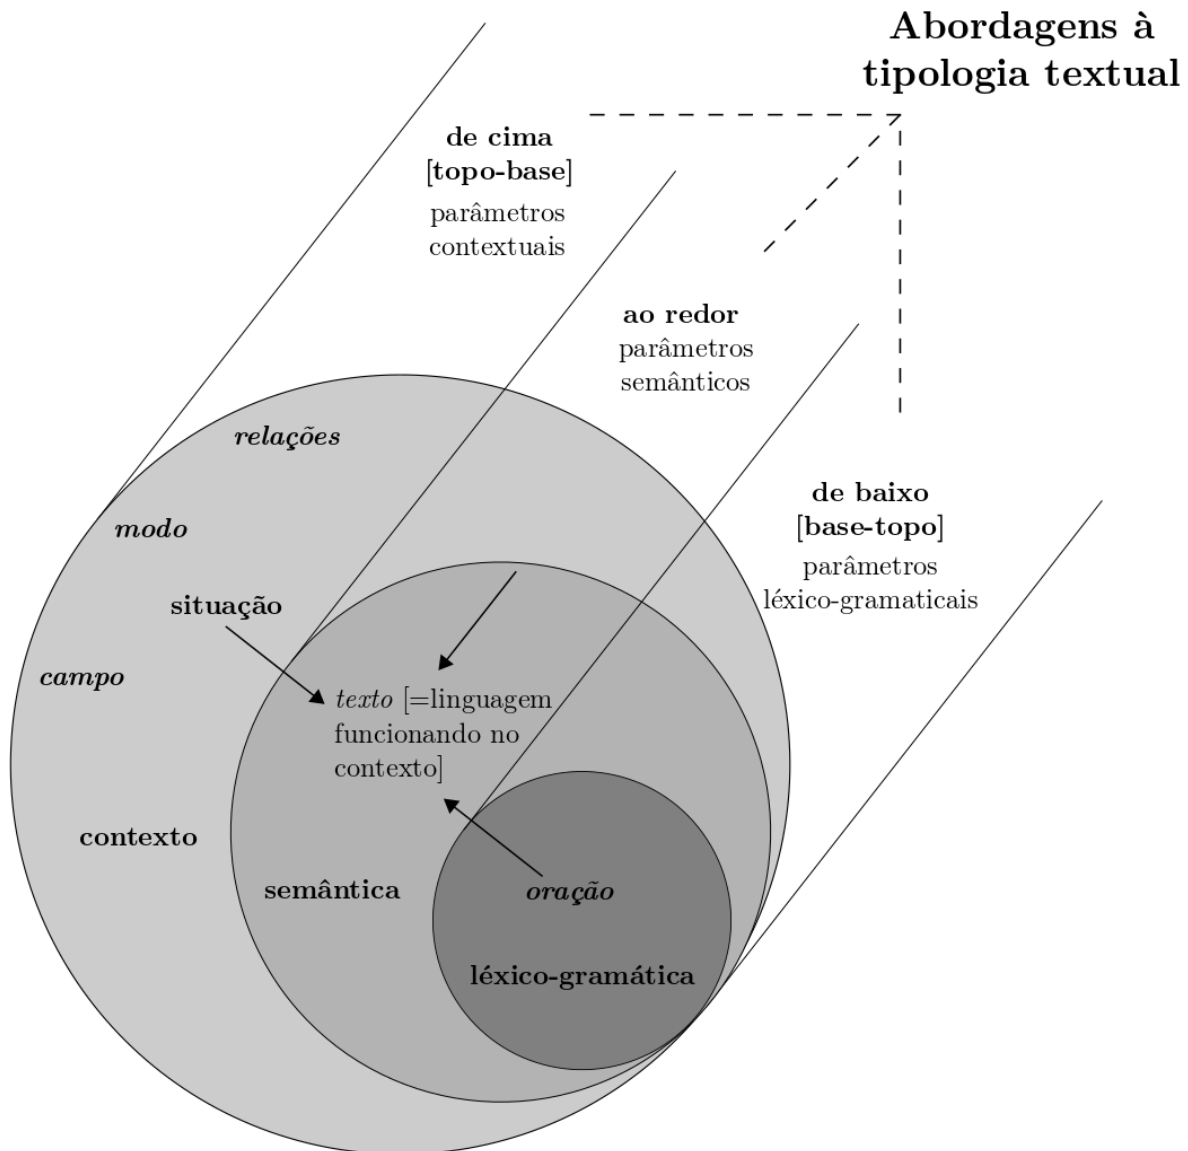 Abordagens à
tipologia textual
de cima
[topo-base]
parâmetros
contextuais
ao redor
parâmetros
semânticos
de baixo
[base-topo]
parâmetros
léxico-gramaticais
relações
modo
situação
campo
texto [=linguagem
funcionando no
contexto]
contexto
semântica
oração
léxico-gramática